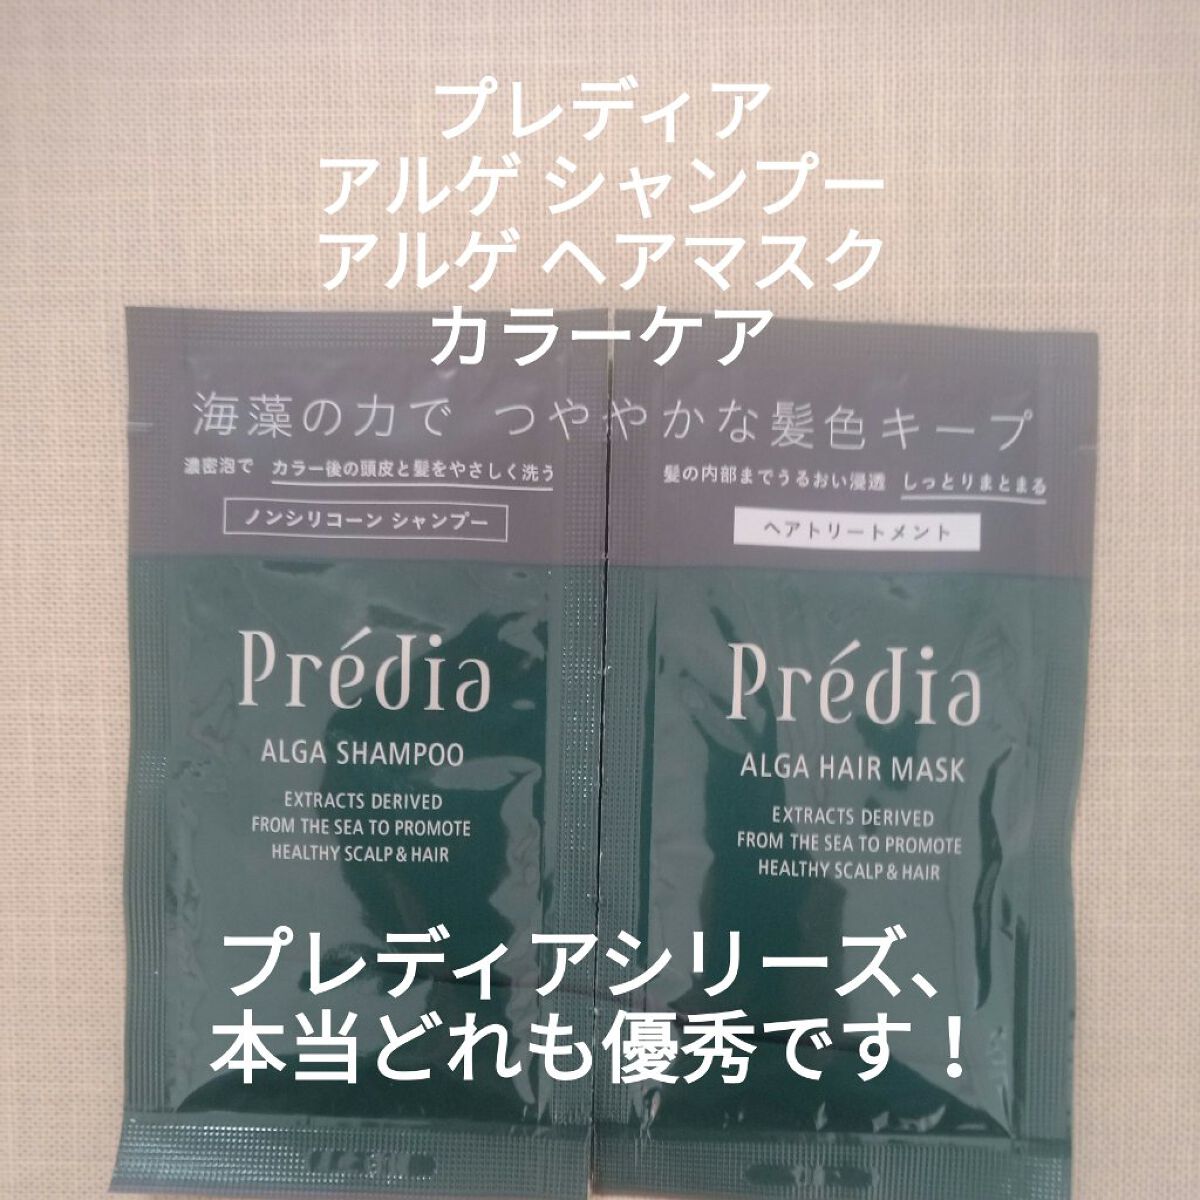 プレディア
アルゲ シャンプー
アルゲ ヘアマスク
カラーケア
海藻の力で つややかな髪色キープ
濃密泡で カラー後の頭皮と髪をやさしく洗う
ノンシリコーン シャンプー
髪の内部までうるおい浸透 しっとりまとまる
ヘアトリートメント
Prédia
ALGA SHAMPOO
EXTRACTS DERIVED
FROM THE SEA TO PROMOTE
HEALTHY SCALP & HAIR
Prédia
ALGA HAIR MASK
EXTRACTS DERIVED
FROM THE SEA TO PROMOTE
HEALTHY SCALP & HAIR
プレディアシリーズ、
本当どれも優秀です！